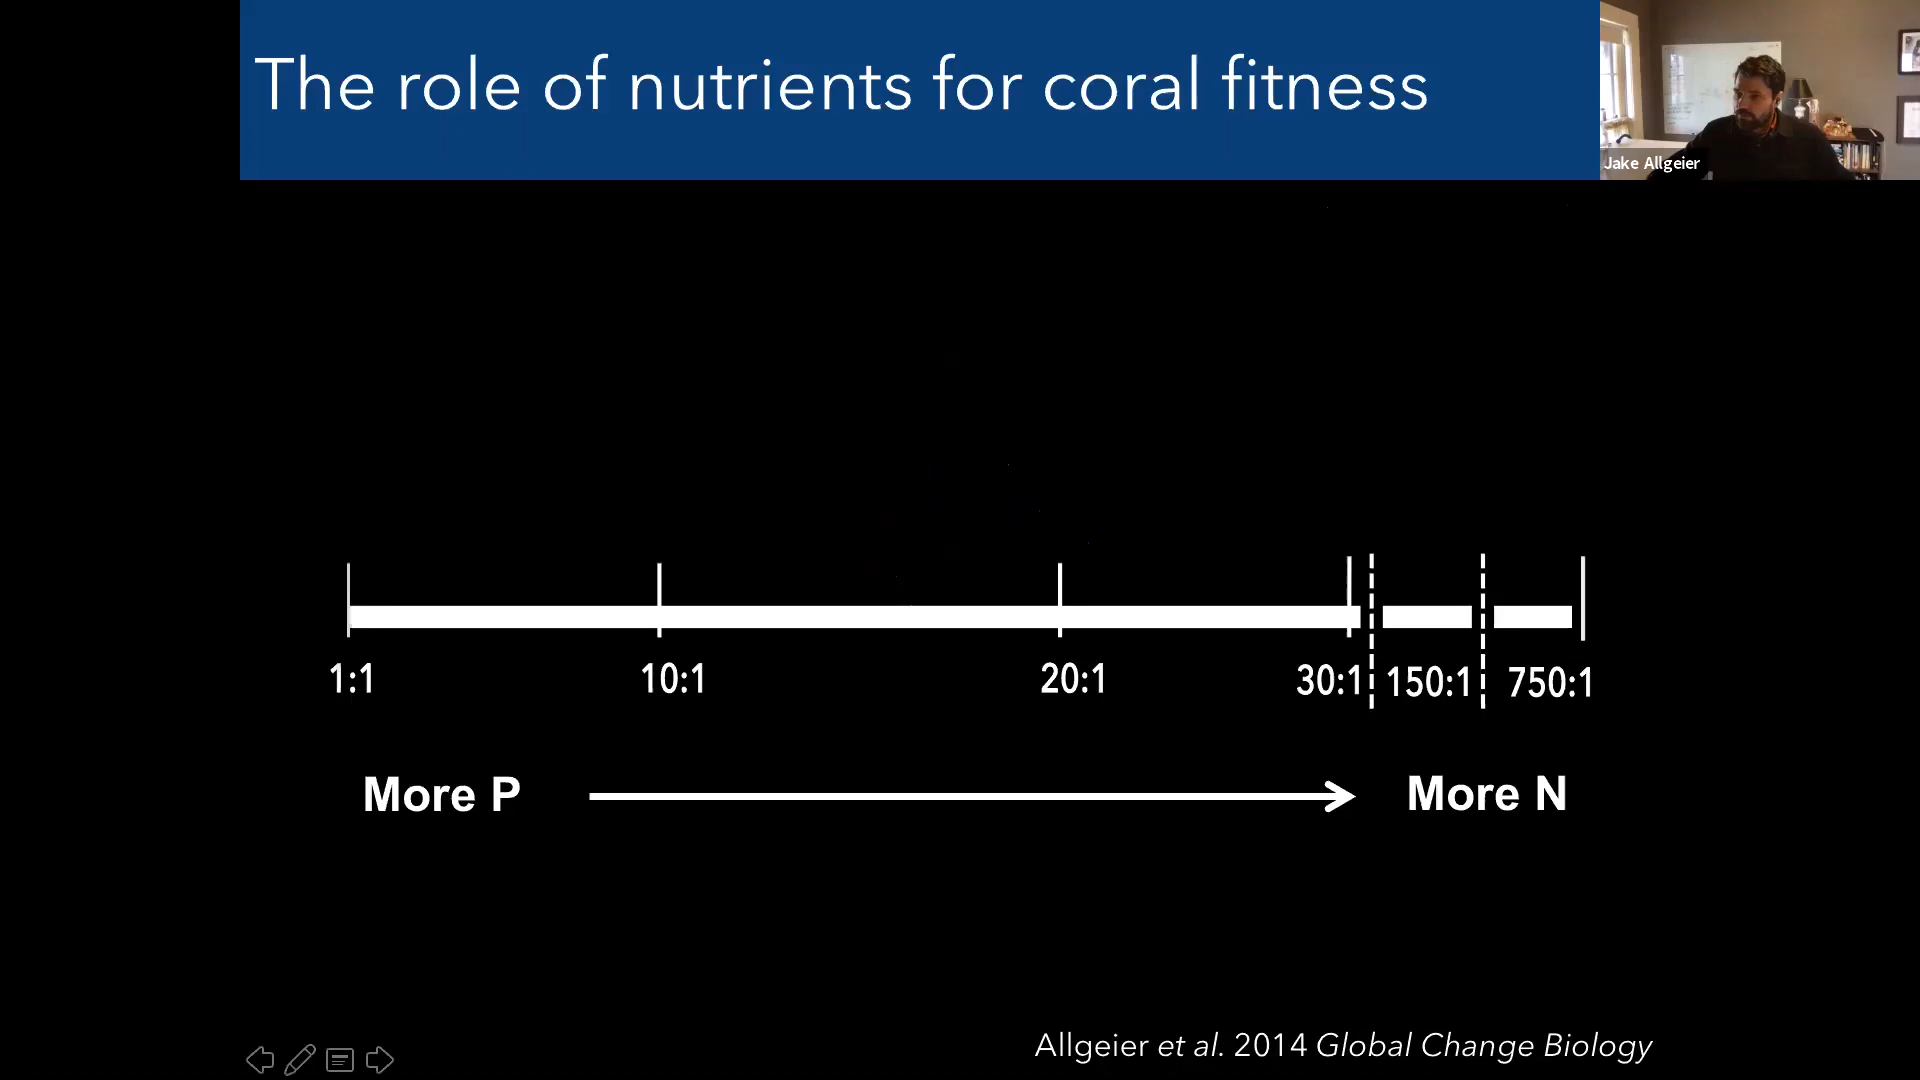 The role of nutrients for coral fitness
Jake Allgeier
1:1 10:1 20:1 30:1 150:1 750:1
More P More N
Allgeier et al. 2014 Global Change Biology